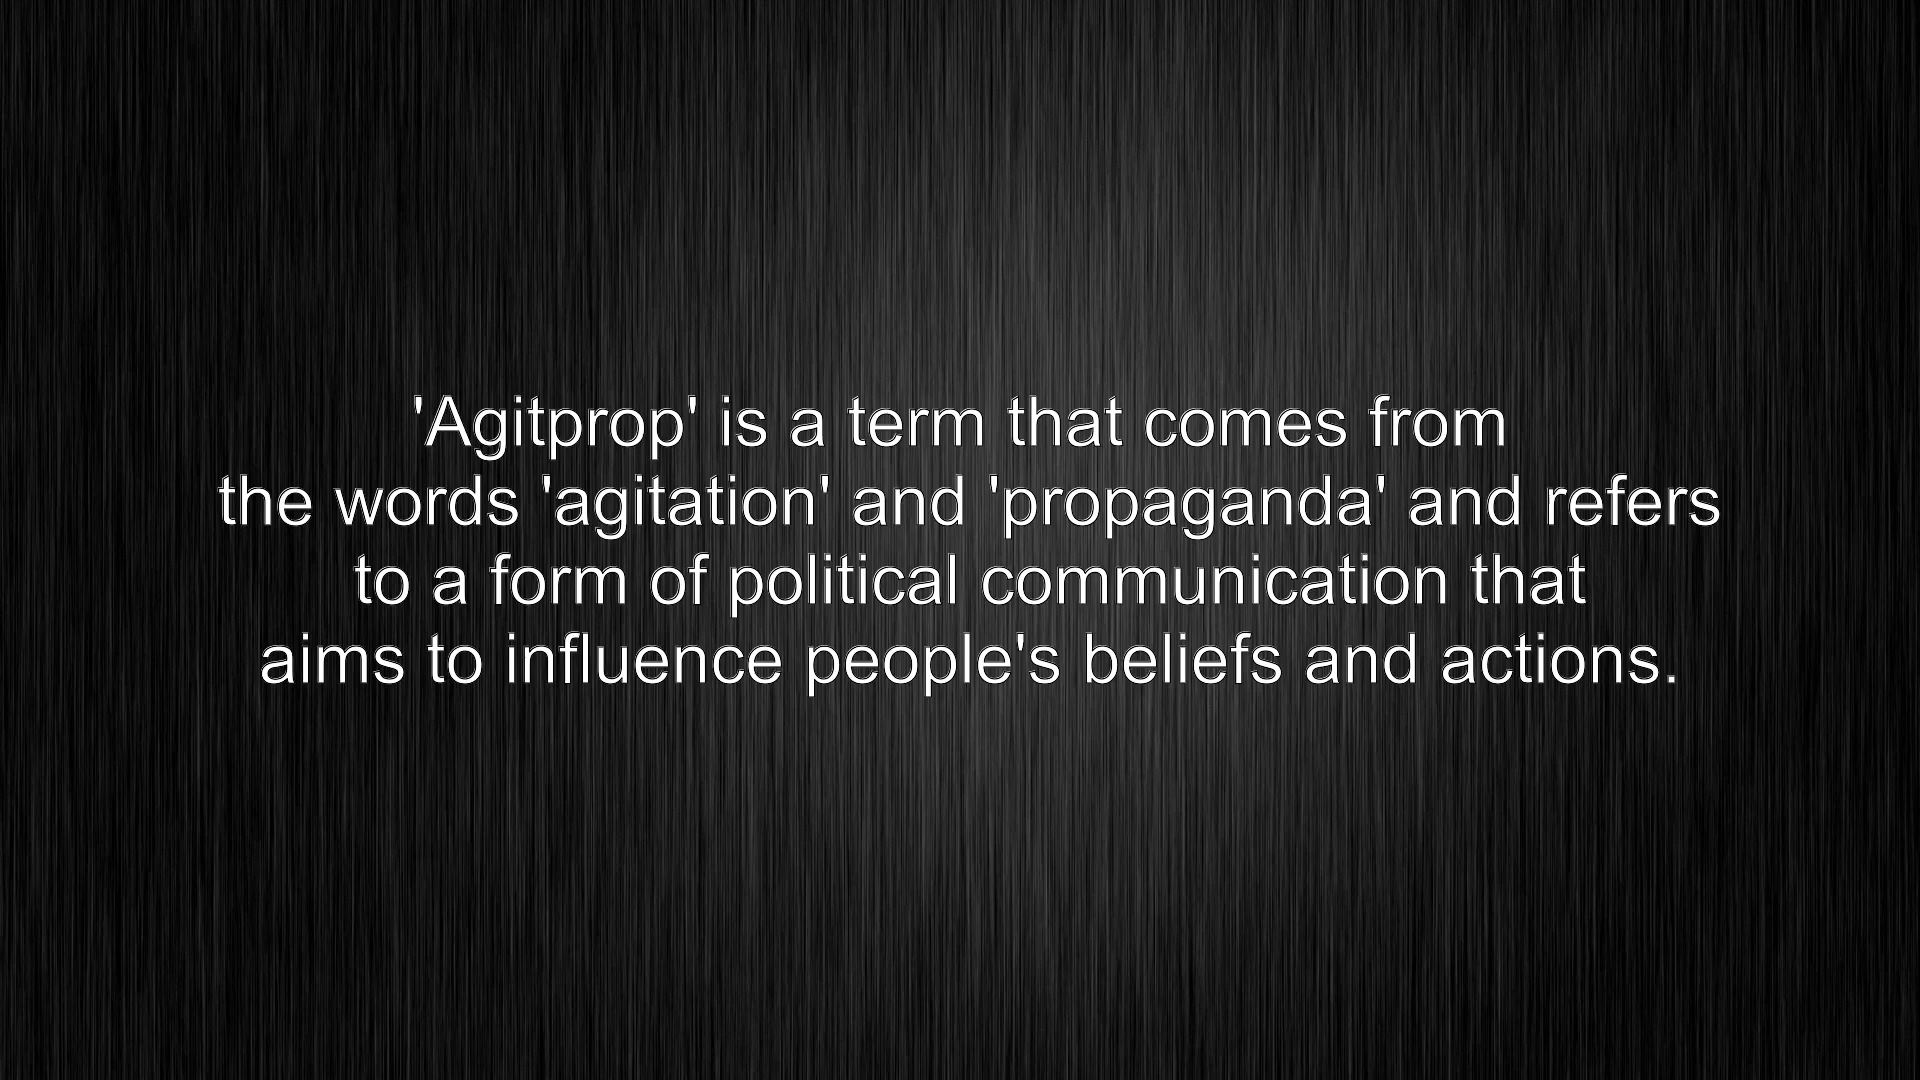 'Agitprop' is a term that comes from
the words 'agitation' and 'propaganda' and refers
to a form of political communication that
aims to influence people's beliefs and actions.